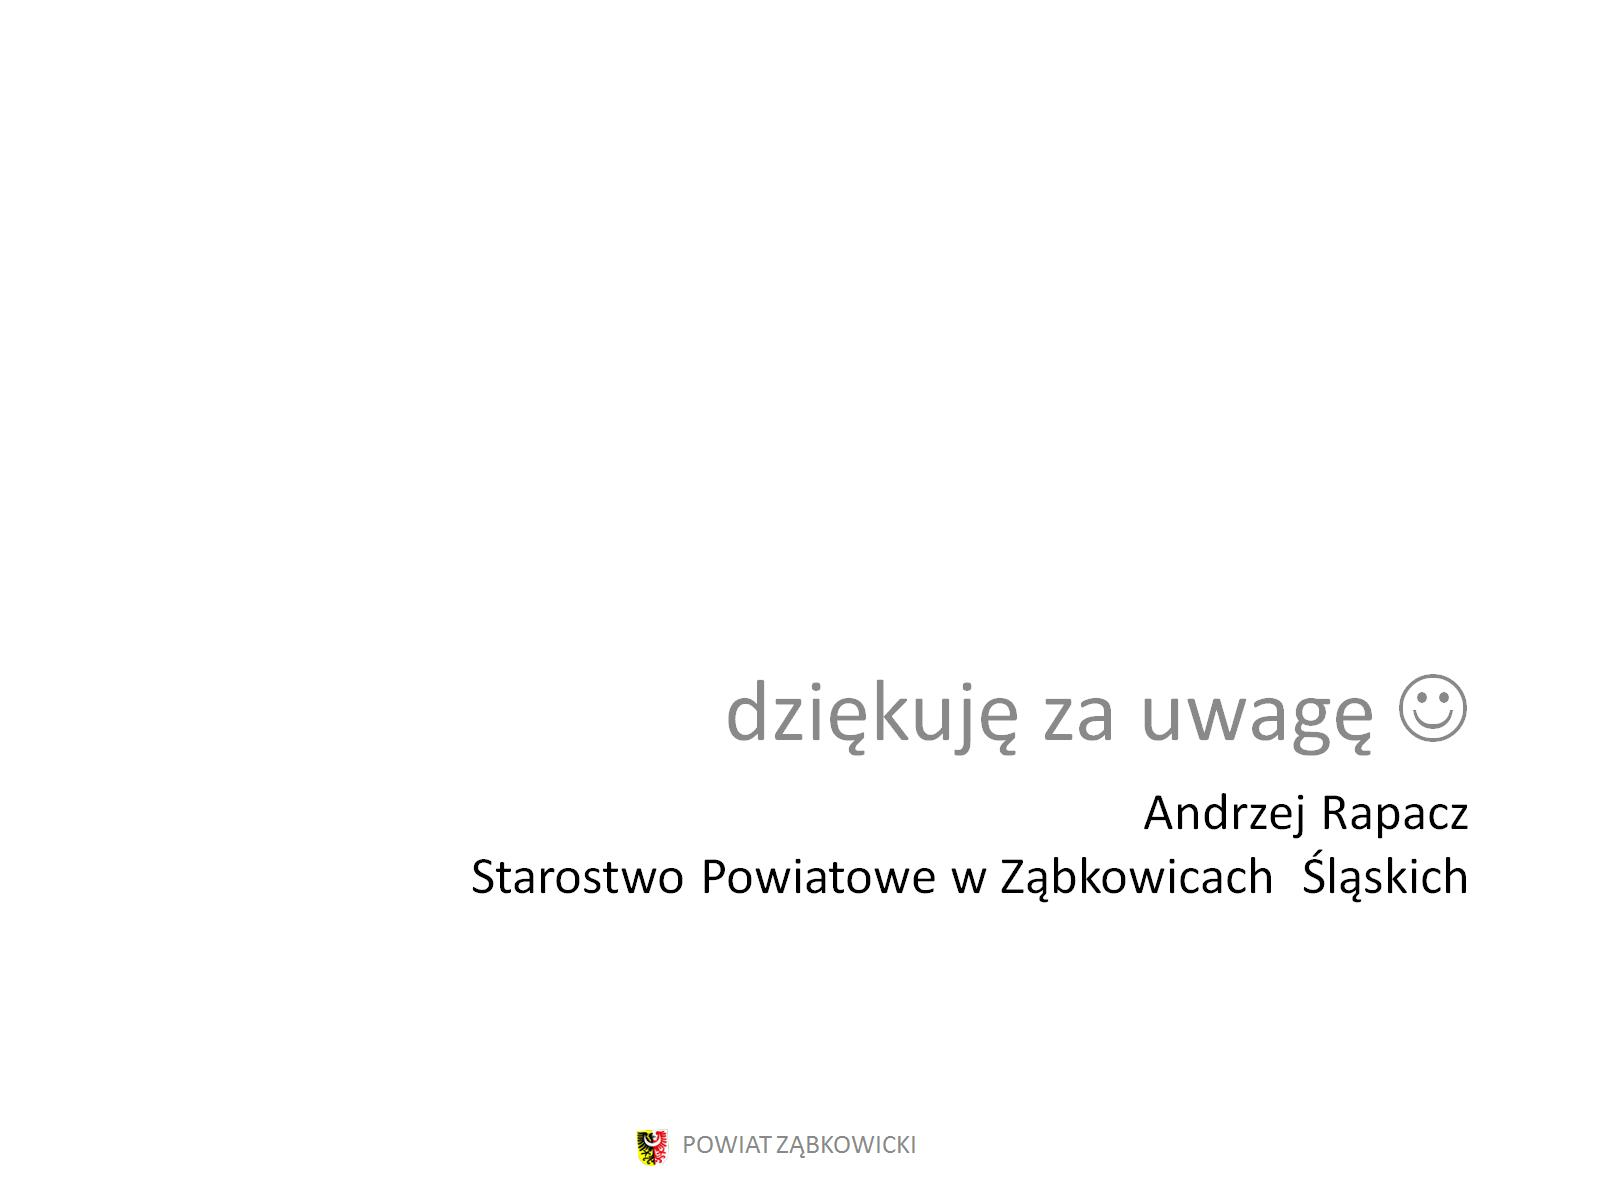 dziękuję za uwagę ☺
Andrzej Rapacz
Starostwo Powiatowe w Ząbkowicach  Śląskich
POWIAT ZĄBKOWICKI